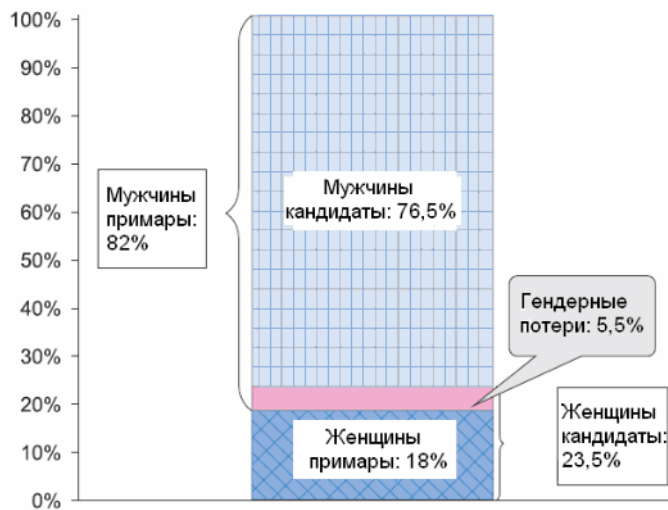 100%
90%
80%
70%
60%
50%
40%
30%
20%
10%
0%
Мужчины
примары:
82%
Мужчины
кандидаты: 76,5%
Гендерные
потери: 5,5%
Женщины
примары: 18%
Женщины
кандидаты:
23,5%